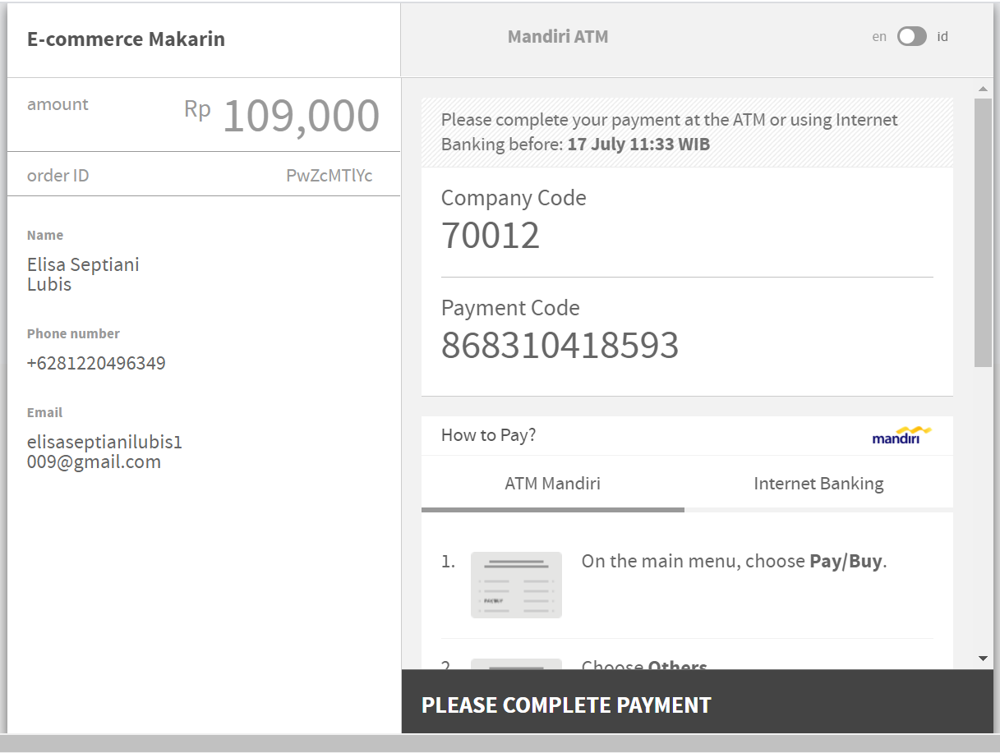 E-commerce Makarin
Mandiri ATM
en id
amount
Rp 109,000
order ID PwZcMTlYc
Name
Elisa Septiani
Lubis
Phone number
+6281220496349
Email
elisaseptianilubis1
009@gmail.com
Please complete your payment at the ATM or using Internet
Banking before: 17 July 11:33 WIB
Company Code
70012
Payment Code
868310418593
How to Pay?
mandiri
ATM Mandiri Internet Banking
1. On the main menu, choose Pay/Buy.
PAY/BUY
2. Choose Others
PLEASE COMPLETE PAYMENT